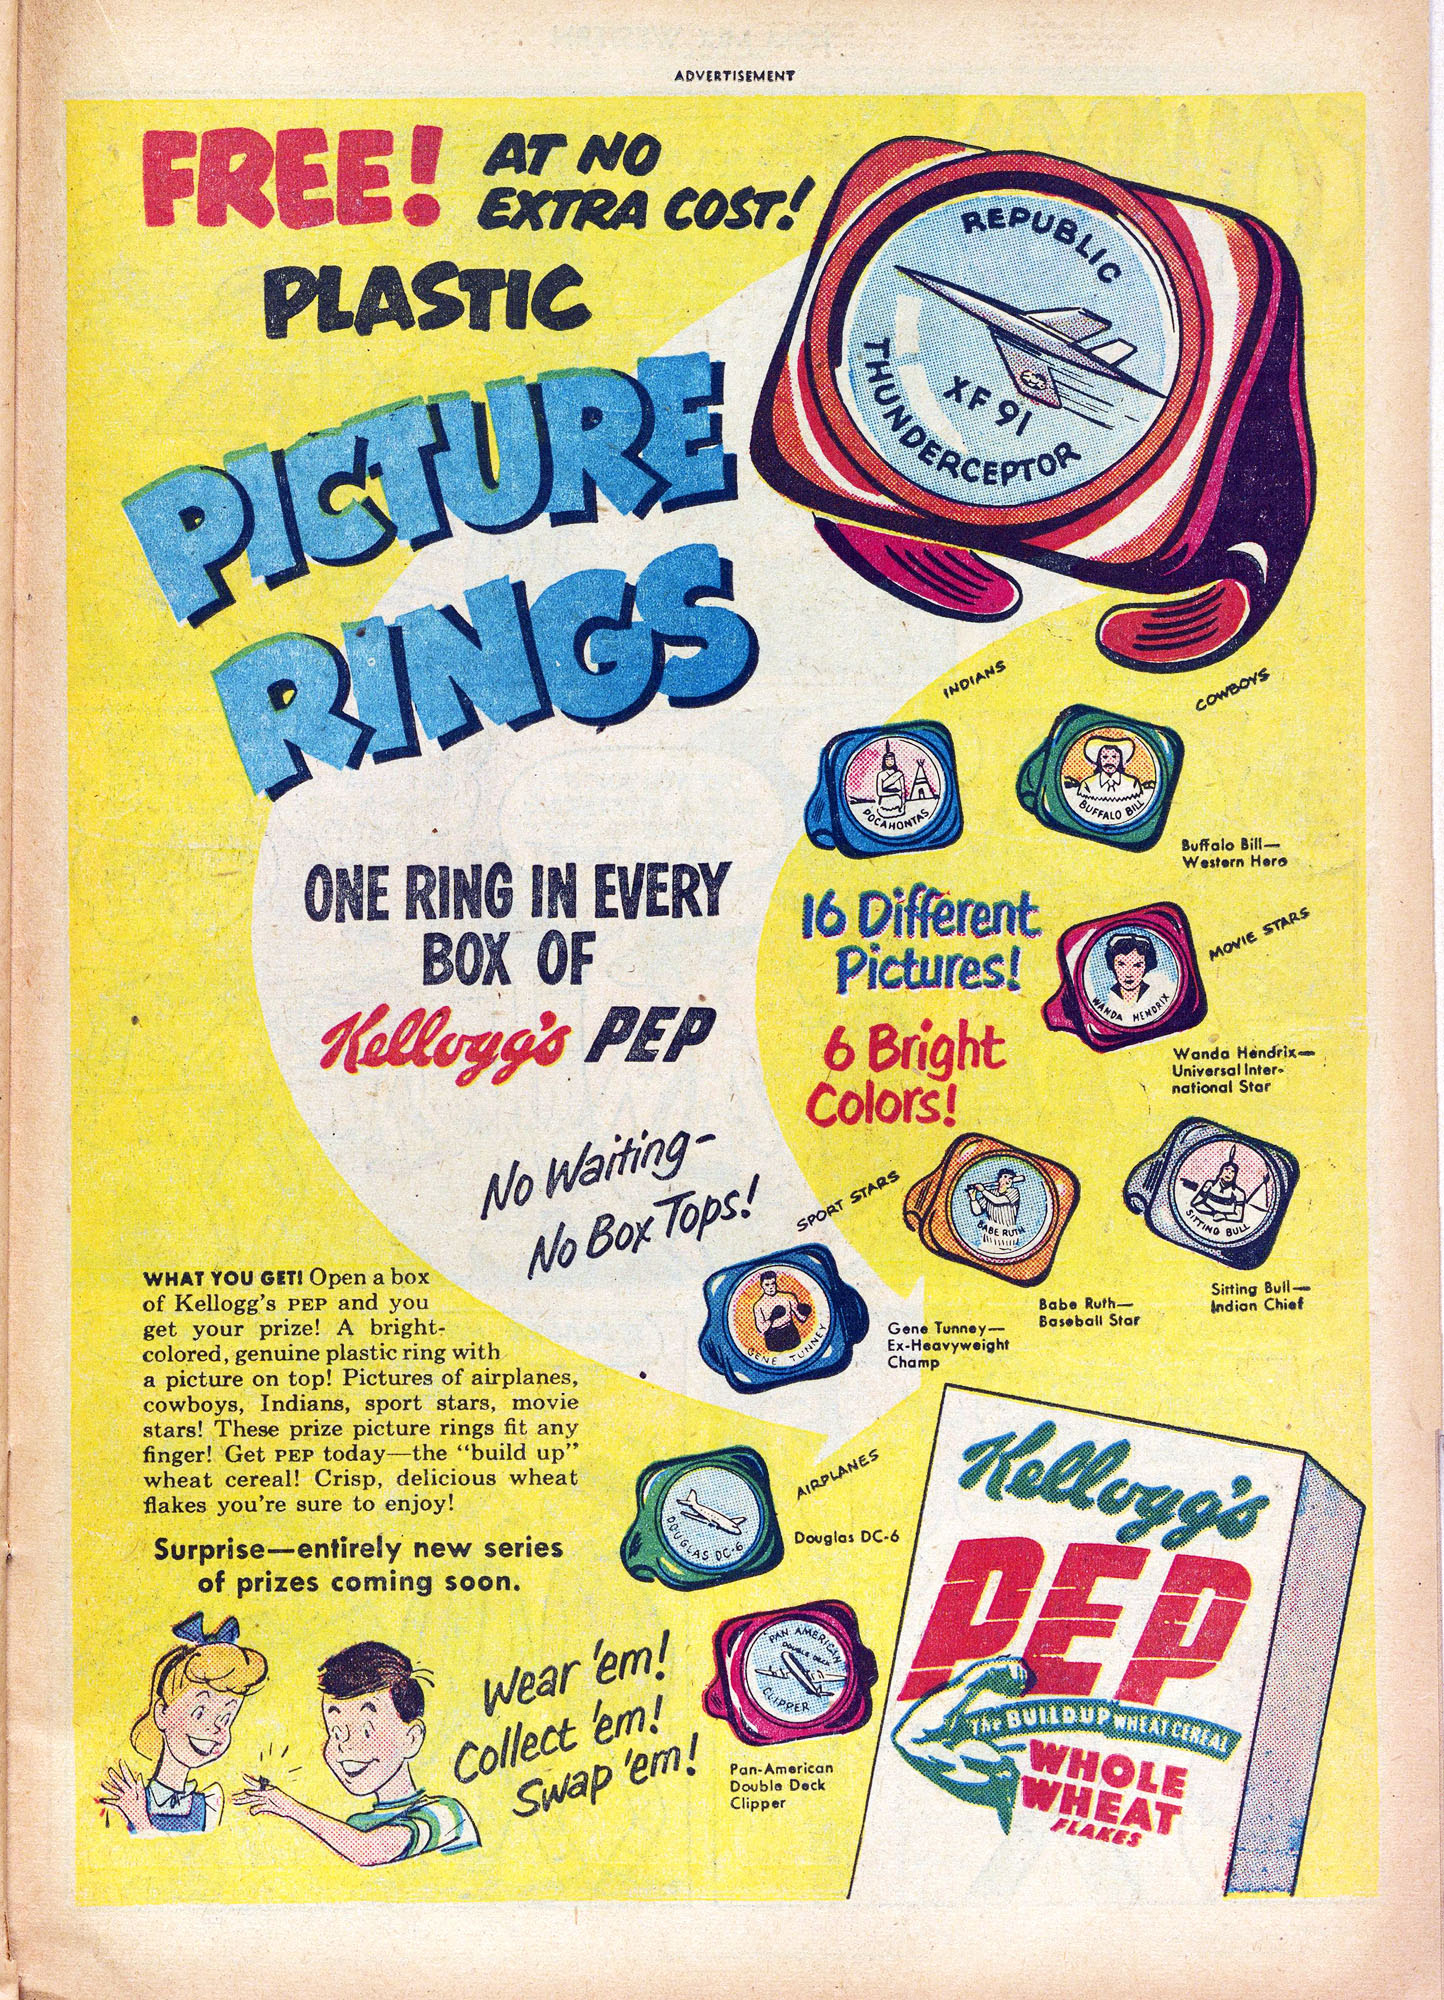 ADVERTISEMENT
FREE! AT NO
EXTRA COST!
PLASTIC
PICTURE
RINGS
REPUBLIC
XF 91
THUNDERCEPTOR
ONE RING IN EVERY
BOX OF
Kellogg's PEP
No Waiting-
No Box Tops!
INDIANS
COWBOYS
POCAHONTAS
BUFFALO BILL
Buffalo Bill—
Western Hero
16 Different
Pictures!
6 Bright
Colors!
MOVIE STARS
WANDA HENDRIX
Wanda Hendrix—
Universal Inter-
national Star
SPORT STARS
BABE RUTH
Babe Ruth—
Baseball Star
SITTING BULL
Sitting Bull—
Indian Chief
GENE TUNNEY
Gene Tunney—
Ex-Heavyweight
Champ
WHAT YOU GET! Open a box
of Kellogg's PEP and you
get your prize! A bright-
colored, genuine plastic ring with
a picture on top! Pictures of airplanes,
cowboys, Indians, sport stars, movie
stars! These prize picture rings fit any
finger! Get PEP today—the "build up"
wheat cereal! Crisp, delicious wheat
flakes you're sure to enjoy!
Surprise—entirely new series
of prizes coming soon.
AIRPLANES
DOUGLAS DC-6
Douglas DC-6
PAN AMERICAN
DOUBLE DECK
CLIPPER
Pan-American
Double Deck
Clipper
Wear 'em!
Collect 'em!
Swap 'em!
Kellogg's
PEP
The BUILD UP WHEAT CEREAL
WHOLE
WHEAT
FLAKES